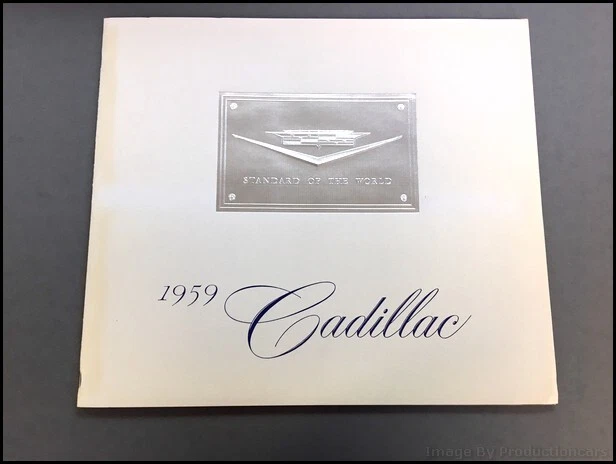 STANDARD OF THE WORLD
1959 Cadillac
Image By Productioncars